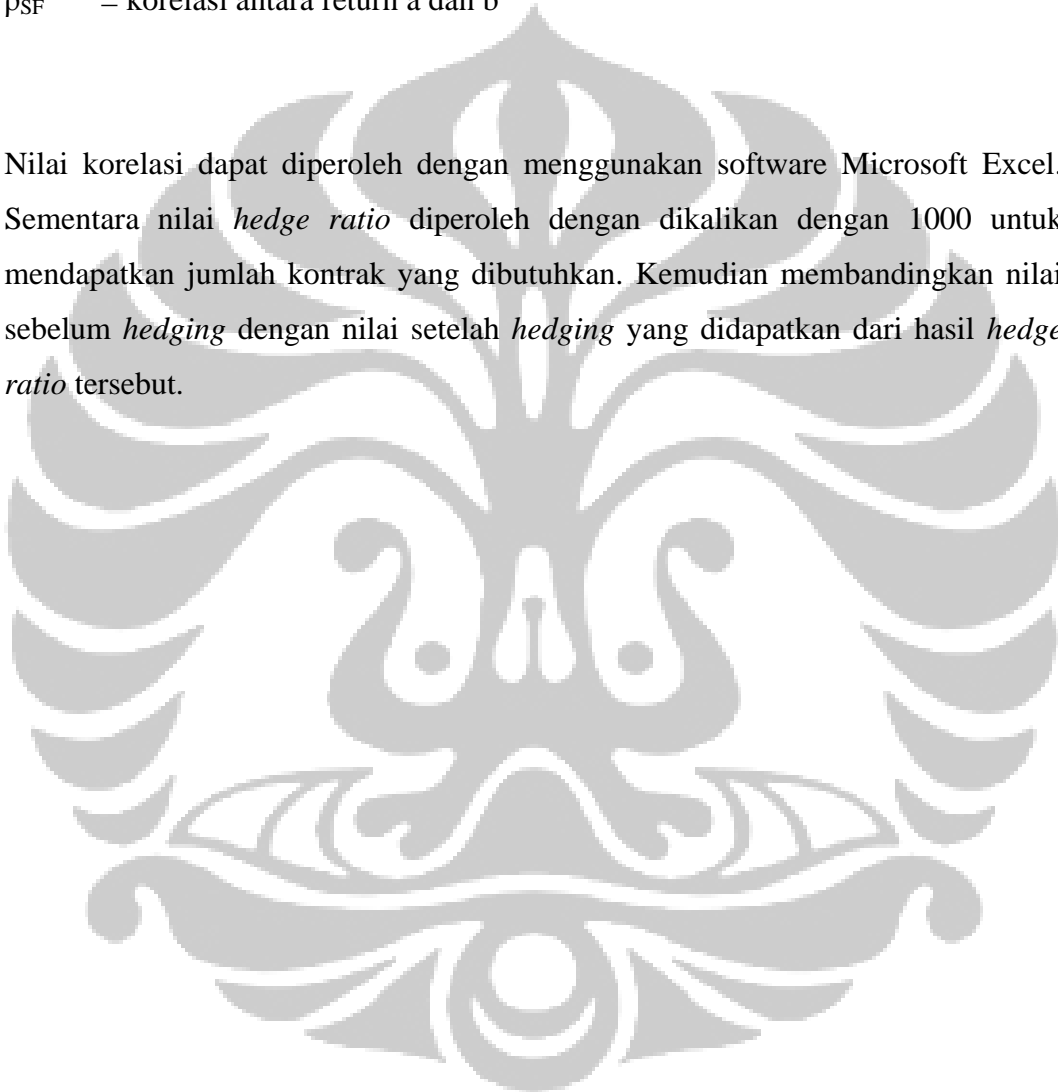 ρSF = korelasi antara return a dan b
Nilai korelasi dapat diperoleh dengan menggunakan software Microsoft Excel.
Sementara nilai hedge ratio diperoleh dengan dikalikan dengan 1000 untuk
mendapatkan jumlah kontrak yang dibutuhkan. Kemudian membandingkan nilai
sebelum hedging dengan nilai setelah hedging yang didapatkan dari hasil hedge
ratio tersebut.